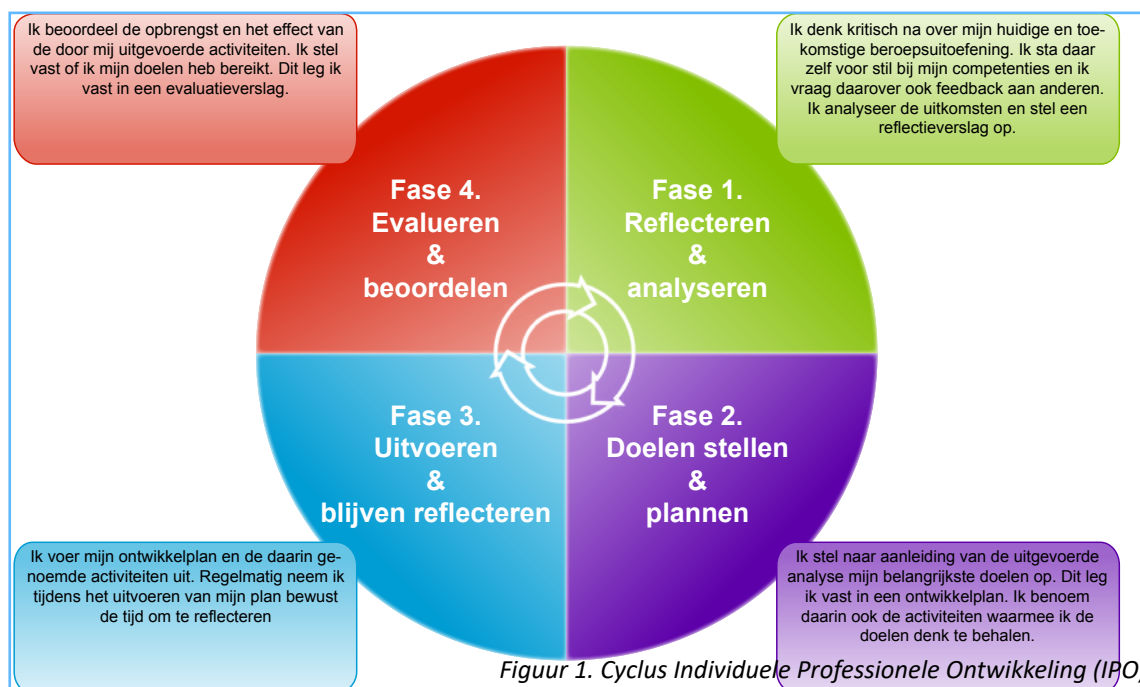 Ik beoordeel de opbrengst en het effect van
de door mij uitgevoerde activiteiten. Ik stel
vast of ik mijn doelen heb bereikt. Dit leg ik
vast in een evaluatieverslag.
Ik denk kritisch na over mijn huidige en toe-
komstige beroepsuitoefening. Ik sta daar
zelf voor stil bij mijn competenties en ik
vraag daarover ook feedback aan anderen.
Ik analyseer de uitkomsten en stel een
reflectieverslag op.
Fase 4.
Evalueren
&
beoordelen
Fase 1.
Reflecteren
&
analyseren
Fase 3.
Uitvoeren
&
blijven reflecteren
Fase 2.
Doelen stellen
&
plannen
Ik voer mijn ontwikkelplan en de daarin ge-
noemde activiteiten uit. Regelmatig neem ik
tijdens het uitvoeren van mijn plan bewust
de tijd om te reflecteren
Ik stel naar aanleiding van de uitgevoerde
analyse mijn belangrijkste doelen op. Dit leg
ik vast in een ontwikkelplan. Ik benoem
daarin ook de activiteiten waarmee ik de
doelen denk te behalen.
Figuur 1. Cyclus Individuele Professionele Ontwikkeling (IPO)